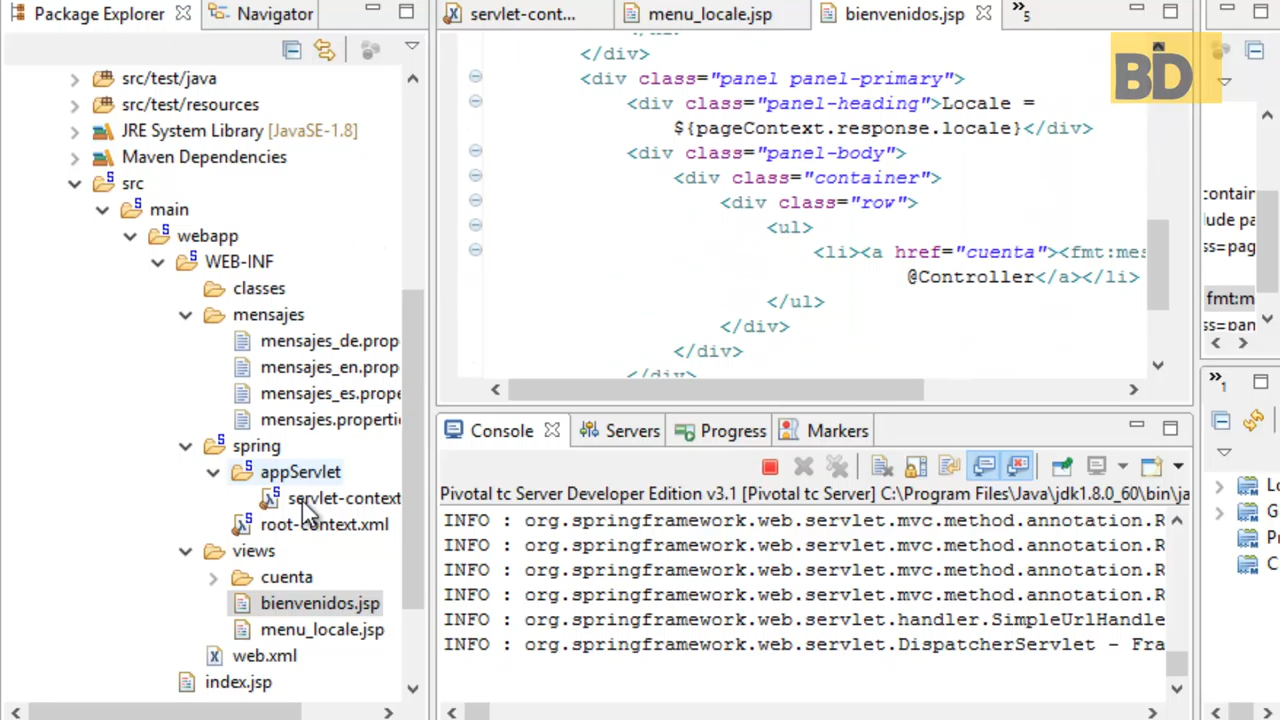 Package Explorer
Navigator
src/test/java
src/test/resources
JRE System Library [JavaSE-1.8]
Maven Dependencies
src
main
webapp
WEB-INF
classes
mensajes
mensajes_de.prop
mensajes_en.prop
mensajes_es.prope
mensajes.properti
spring
appServlet
servlet-context
root-context.xml
views
cuenta
bienvenidos.jsp
menu_locale.jsp
web.xml
index.jsp
servlet-cont...
menu_locale.jsp
bienvenidos.jsp
5
BD
</div>
<div class="panel panel-primary">
<div class="panel-heading">Locale =
${pageContext.response.locale}</div>
<div class="panel-body">
<div class="container">
<div class="row">
<ul>
<li><a href="cuenta"><fmt:mes
@Controller</a></li>
</ul>
</div>
</div>
</div>
Console
Servers
Progress
Markers
Pivotal tc Server Developer Edition v3.1 [Pivotal tc Server] C:\Program Files\Java\jdk1.8.0_60\bin\ja
INFO : org.springframework.web.servlet.mvc.method.annotation.R
INFO : org.springframework.web.servlet.mvc.method.annotation.R
INFO : org.springframework.web.servlet.mvc.method.annotation.R
INFO : org.springframework.web.servlet.mvc.method.annotation.R
INFO : org.springframework.web.servlet.handler.SimpleUrlHandle
INFO : org.springframework.web.servlet.DispatcherServlet - Fra
contain
lude pa
ss=pag
fmt:m
ss=pan
1
Lo
G
Pr
C